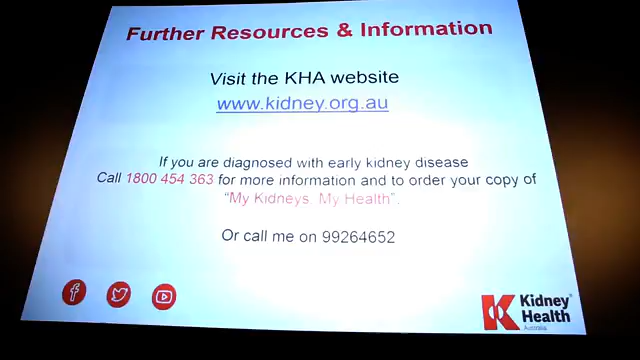 Further Resources & Information
Visit the KHA website
www.kidney.org.au
If you are diagnosed with early kidney disease
Call 1800 454 363 for more information and to order your copy of
“My Kidneys, My Health”.
Or call me on 99264652
Kidney
Health
Australia